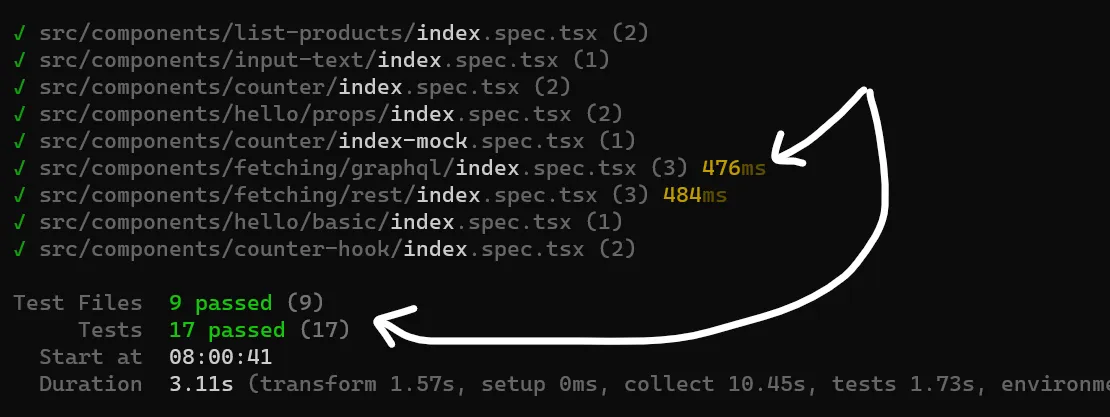 ✓ src/components/list-products/index.spec.tsx (2)
✓ src/components/input-text/index.spec.tsx (1)
✓ src/components/counter/index.spec.tsx (2)
✓ src/components/hello/props/index.spec.tsx (2)
✓ src/components/counter/index-mock.spec.tsx (1)
✓ src/components/fetching/graphql/index.spec.tsx (3) 476ms
✓ src/components/fetching/rest/index.spec.tsx (3) 484ms
✓ src/components/hello/basic/index.spec.tsx (1)
✓ src/components/counter-hook/index.spec.tsx (2)
Test Files 9 passed (9)
Tests 17 passed (17)
Start at 08:00:41
Duration 3.11s (transform 1.57s, setup 0ms, collect 10.45s, tests 1.73s, environme